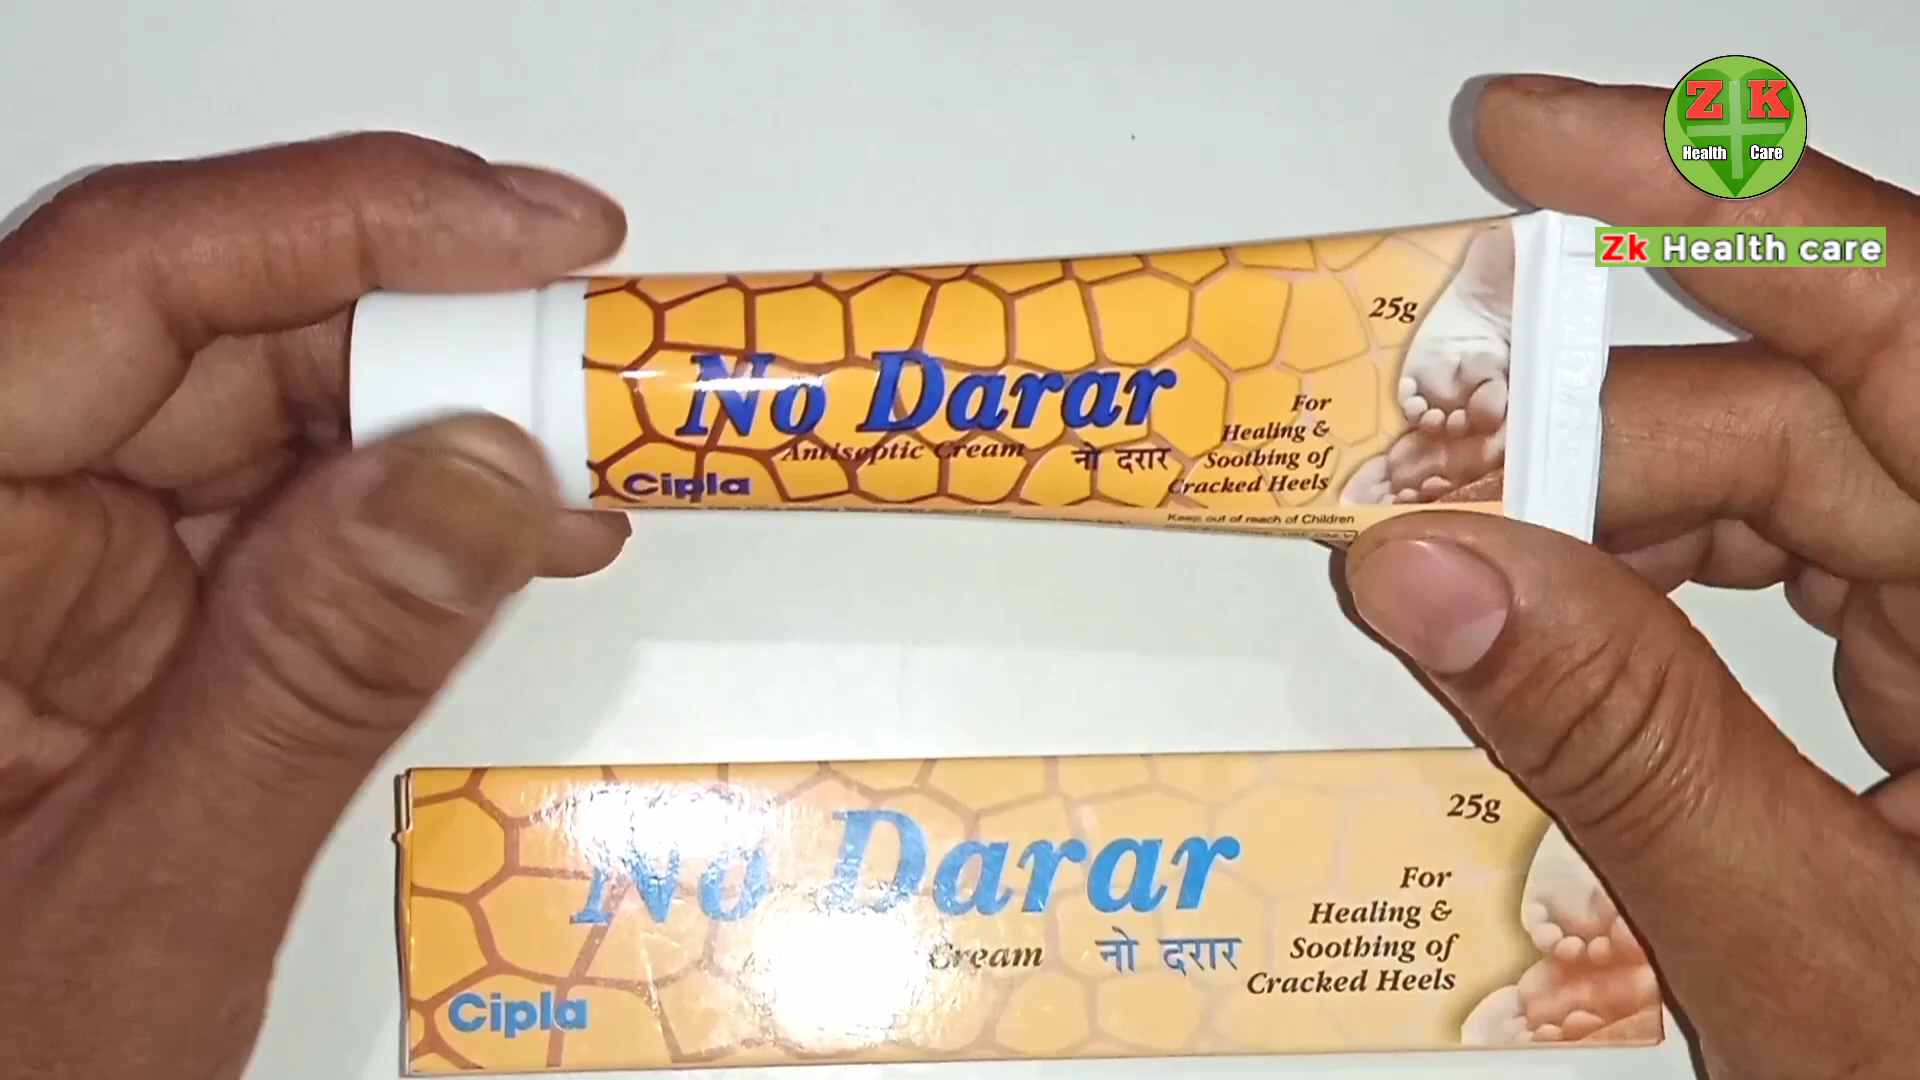 Z K
Health Care
Zk Health care
25g
No Darar
Antiseptic Cream
नो दरार
Cipla
For
Healing &
Soothing of
Cracked Heels
Keep out of reach of Children
25g
No Darar
Cream
नो दरार
Cipla
For
Healing &
Soothing of
Cracked Heels